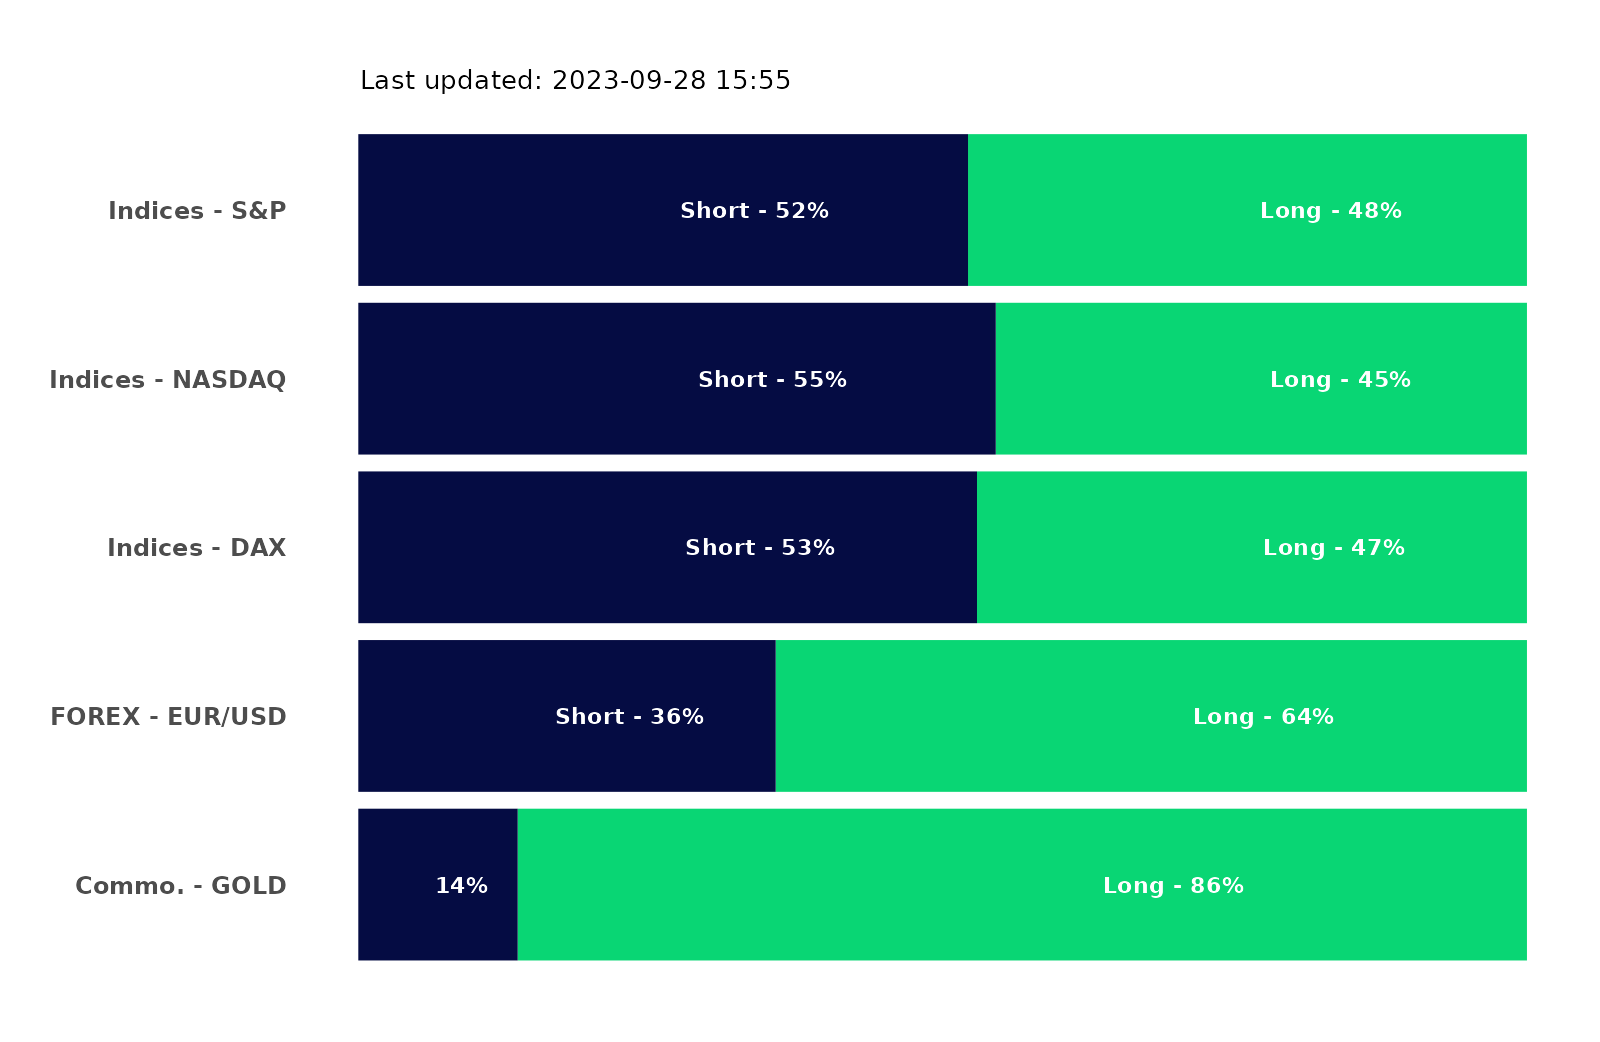 Last updated: 2023-09-28 15:55
Indices - S&P Short - 52% Long - 48%
Indices - NASDAQ Short - 55% Long - 45%
Indices - DAX Short - 53% Long - 47%
FOREX - EUR/USD Short - 36% Long - 64%
Commo. - GOLD 14% Long - 86%